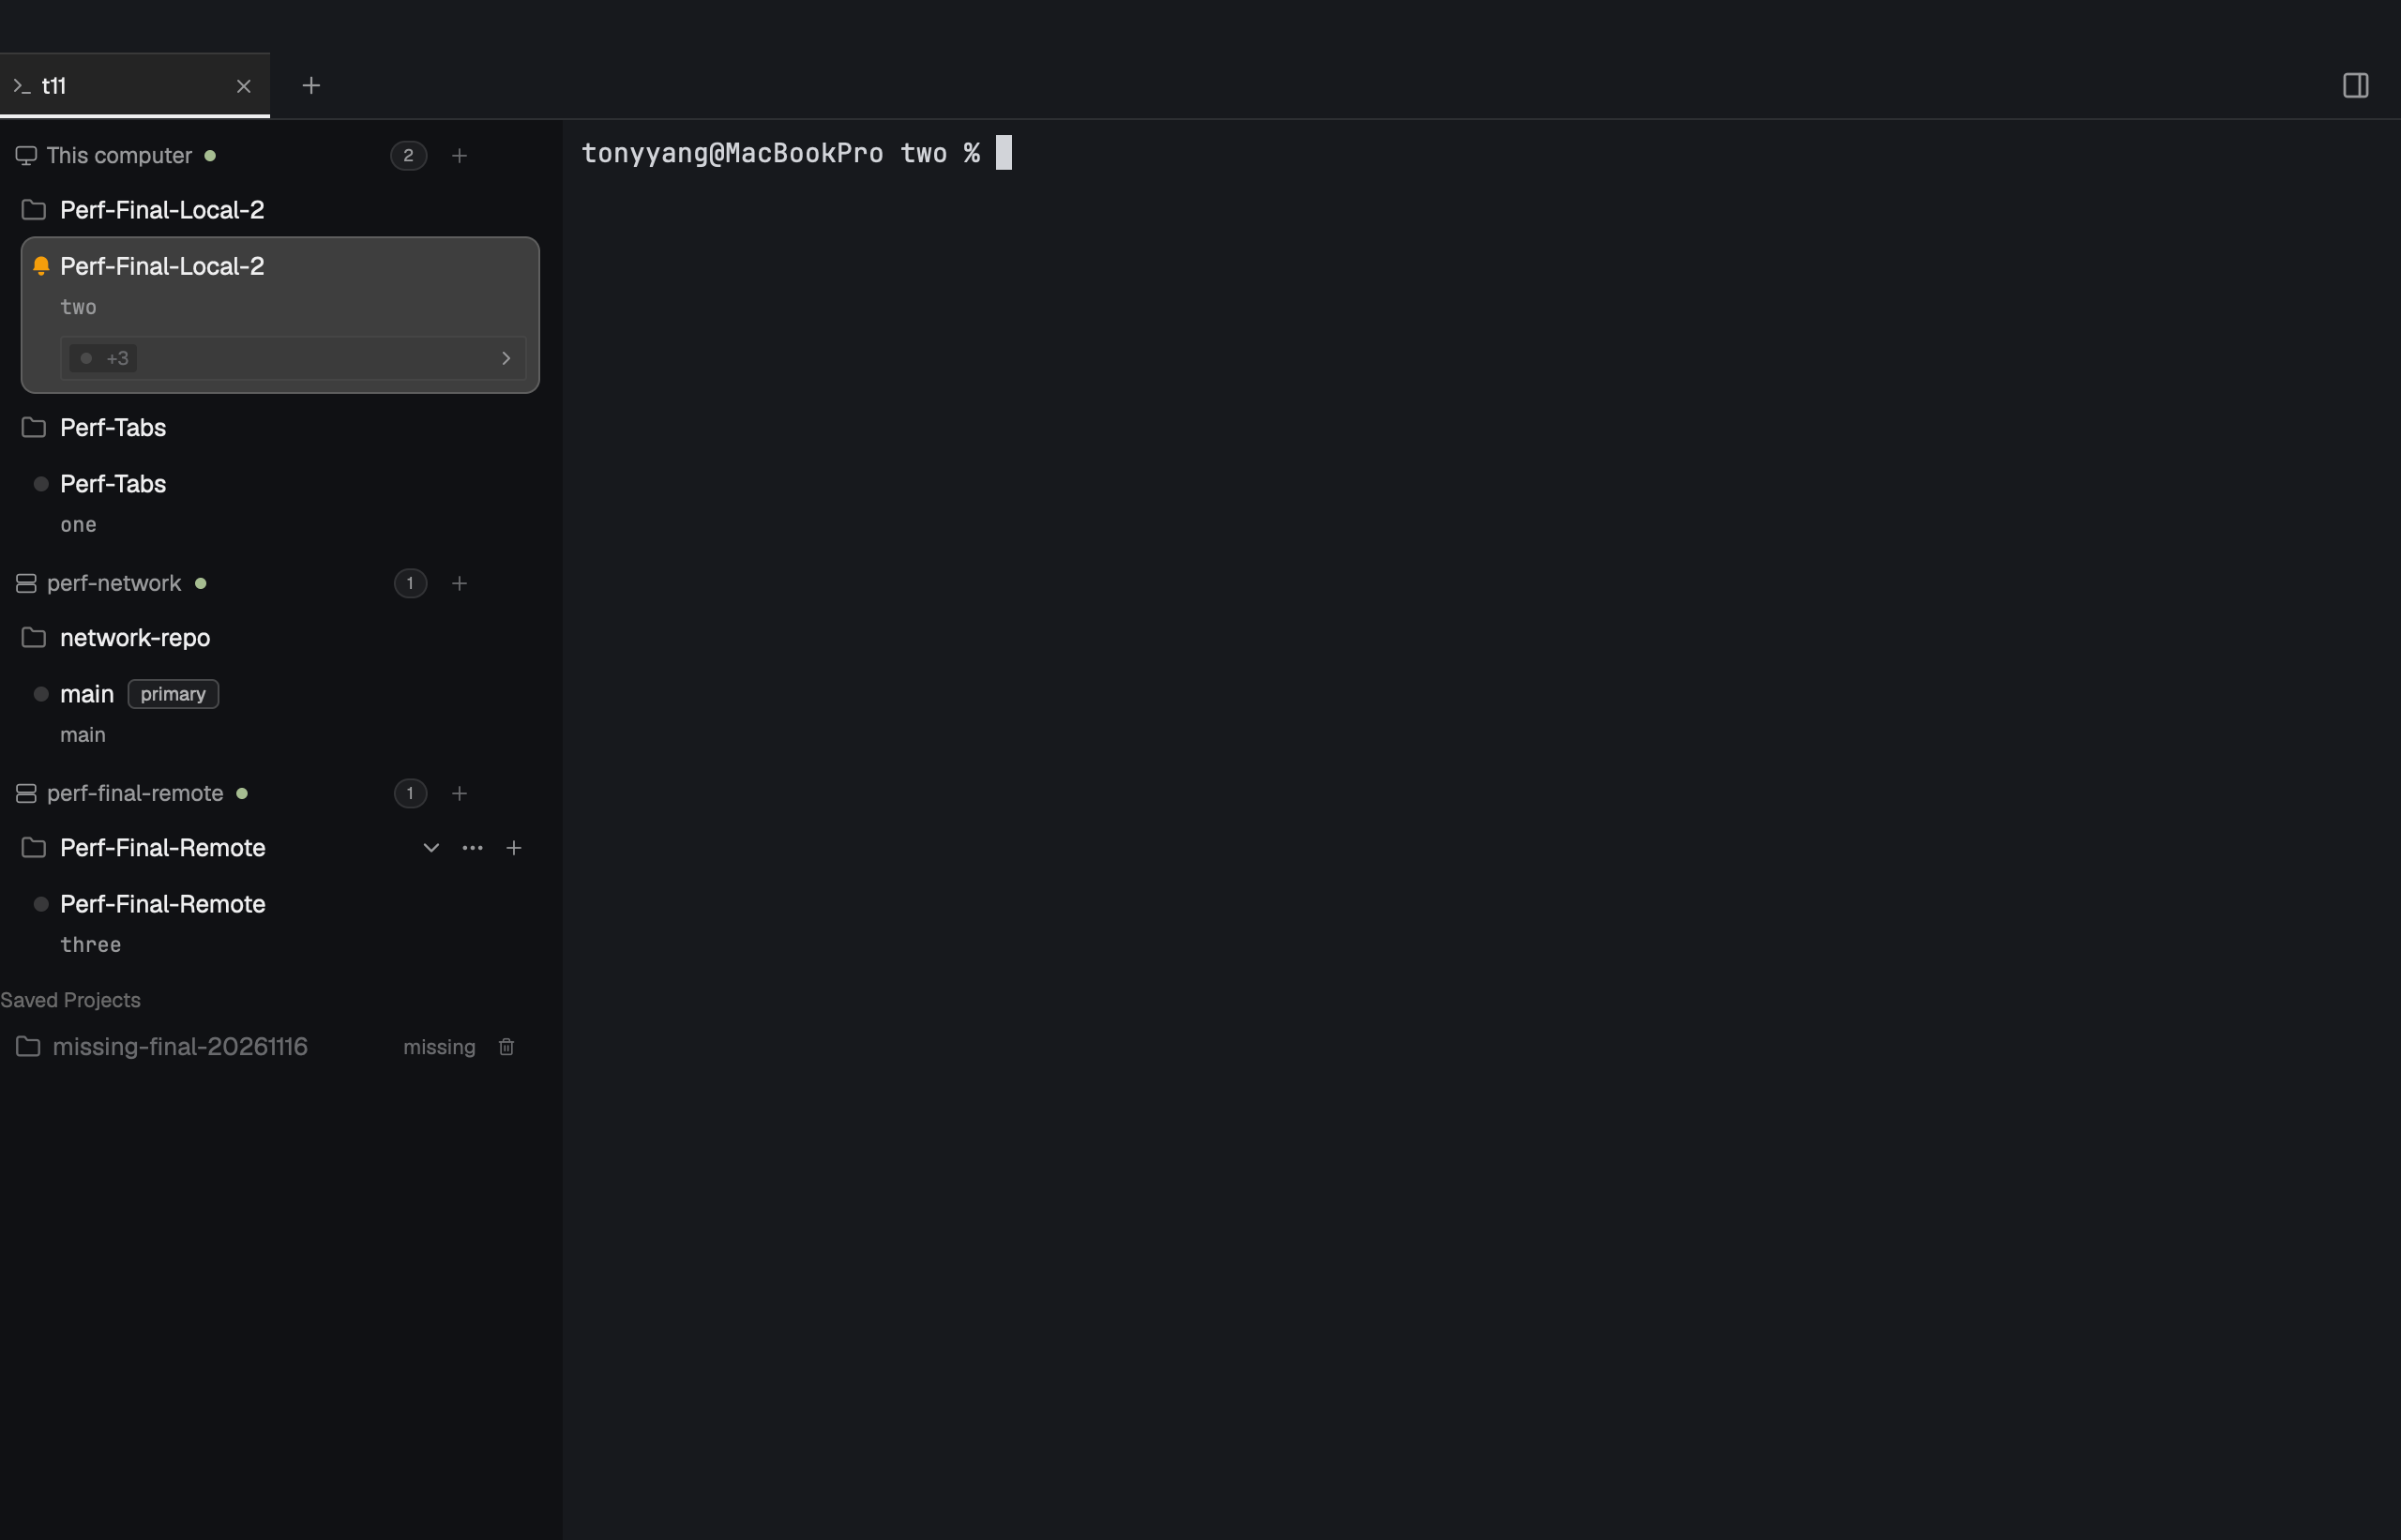 t11
This computer 2
Perf-Final-Local-2
Perf-Final-Local-2
two
+3
Perf-Tabs
Perf-Tabs
one
perf-network 1
network-repo
main primary
main
perf-final-remote 1
Perf-Final-Remote
Perf-Final-Remote
three
Saved Projects
missing-final-20261116 missing
tonyyang@MacBookPro two %